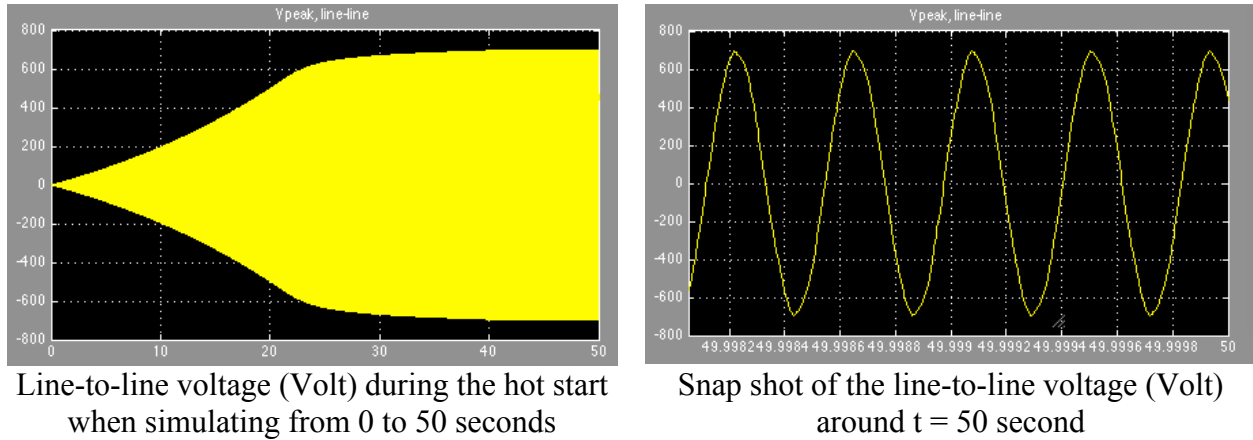 Vpeak, line-line
800
600
400
200
0
-200
-400
-600
-800
0 10 20 30 40 50
Line-to-line voltage (Volt) during the hot start
when simulating from 0 to 50 seconds
Vpeak, line-line
800
600
400
200
0
-200
-400
-600
-800
49.9982 49.9984 49.9986 49.9988 49.999 49.9992 49.9994 49.9996 49.9998 50
Snap shot of the line-to-line voltage (Volt)
around t = 50 second